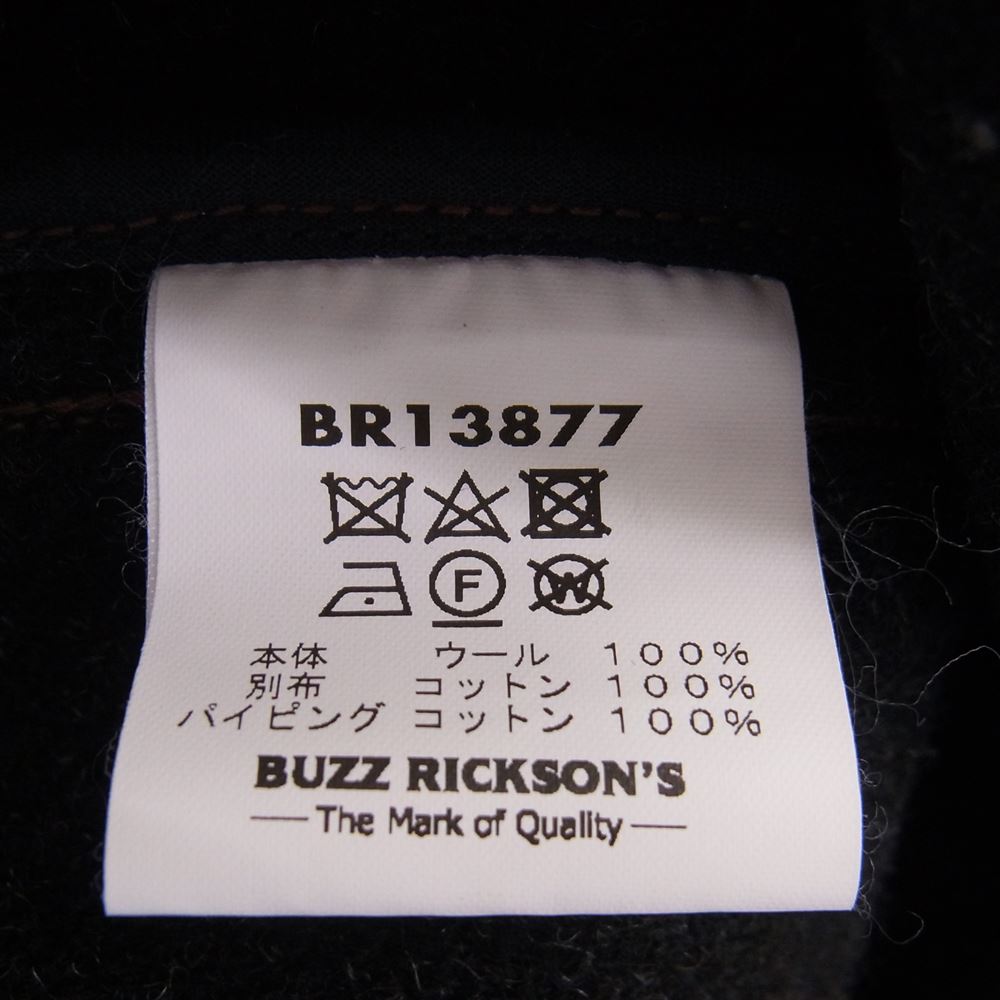 BR13877
F W
本体 ウール 100%
別布 コットン 100%
パイピング コットン 100%
BUZZ RICKSON'S
The Mark of Quality